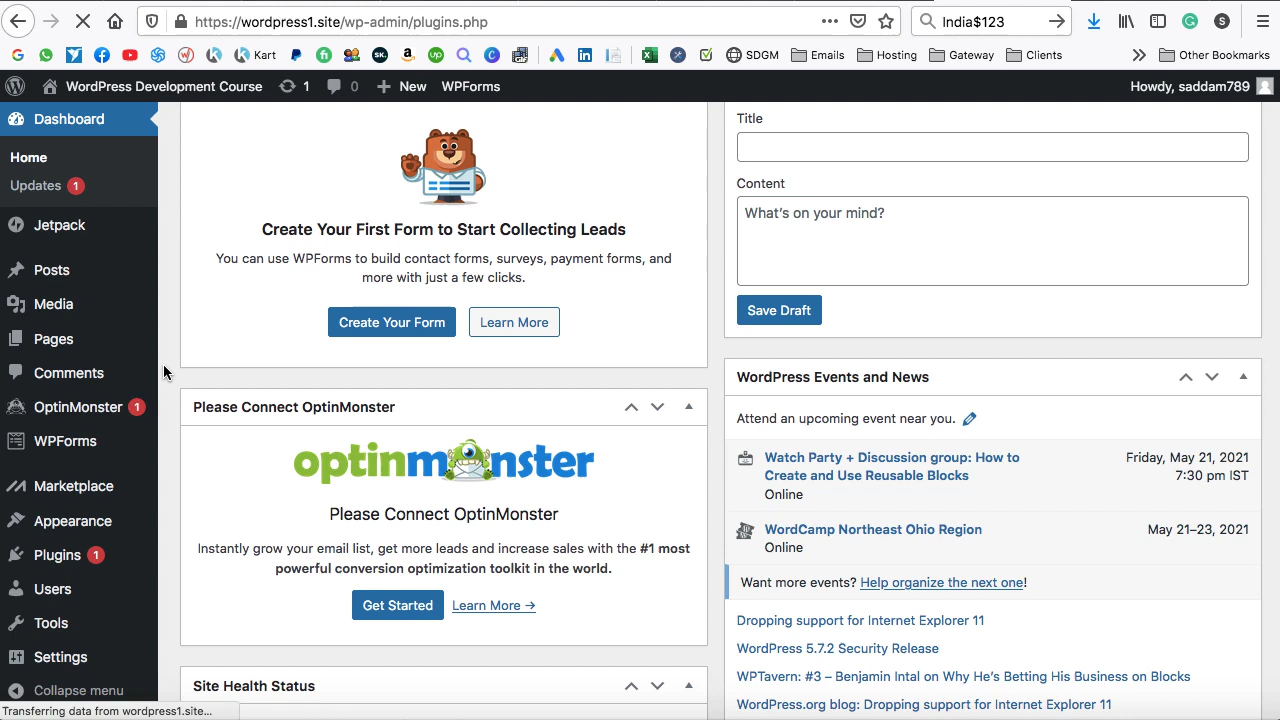 https://wordpress1.site/wp-admin/plugins.php
India$123
Kart
SDGM
Emails
Hosting
Gateway
Clients
Other Bookmarks
WordPress Development Course
1
0
New
WPForms
Howdy, saddam789
Dashboard
Home
Updates 1
Jetpack
Posts
Media
Pages
Comments
OptinMonster 1
WPForms
Marketplace
Appearance
Plugins 1
Users
Tools
Settings
Collapse menu
Transferring data from wordpress1.site...
Create Your First Form to Start Collecting Leads
You can use WPForms to build contact forms, surveys, payment forms, and
more with just a few clicks.
Create Your Form
Learn More
Please Connect OptinMonster
optinmonster
Please Connect OptinMonster
Instantly grow your email list, get more leads and increase sales with the #1 most
powerful conversion optimization toolkit in the world.
Get Started
Learn More →
Site Health Status
Title
Content
What's on your mind?
Save Draft
WordPress Events and News
Attend an upcoming event near you.
Watch Party + Discussion group: How to
Create and Use Reusable Blocks
Online
Friday, May 21, 2021
7:30 pm IST
WordCamp Northeast Ohio Region
Online
May 21–23, 2021
Want more events? Help organize the next one!
Dropping support for Internet Explorer 11
WordPress 5.7.2 Security Release
WPTavern: #3 – Benjamin Intal on Why He's Betting His Business on Blocks
WordPress.org blog: Dropping support for Internet Explorer 11